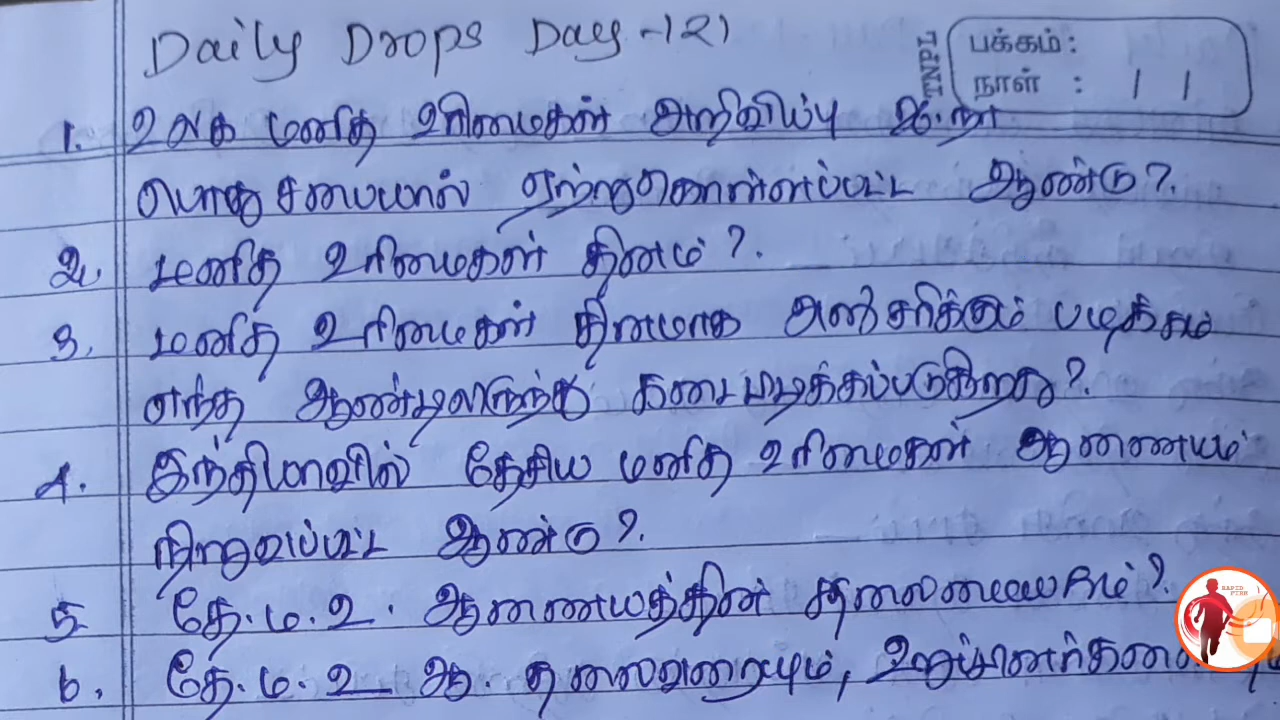 Daily Drops Day -121
TNPL
பக்கம் :
நாள் : / /
1. உலக மனித உரிமைகள் அறிவிப்பு ஐ.நா
பொதுசபையால் ஏற்றுகொள்ளப்பட்ட ஆண்டு?.
2. மனித உரிமைகள் தினம்?.
3. மனித உரிமைகள் தினமாக அனுசரிக்கும் பழக்கம்
எந்த ஆண்டிலிருந்து கடைபிடிக்கப்படுகிறது?.
4. இந்தியாவில் தேசிய மனித உரிமைகள் ஆணையம்
நிறுவப்பட்ட ஆண்டு?.
5. தே.ம.உ. ஆணையத்தின் தலைமையகம்?.
6. தே.ம.உ ஆ. தலைவரையும், உறுப்பினர்களை
RAPID FIRE